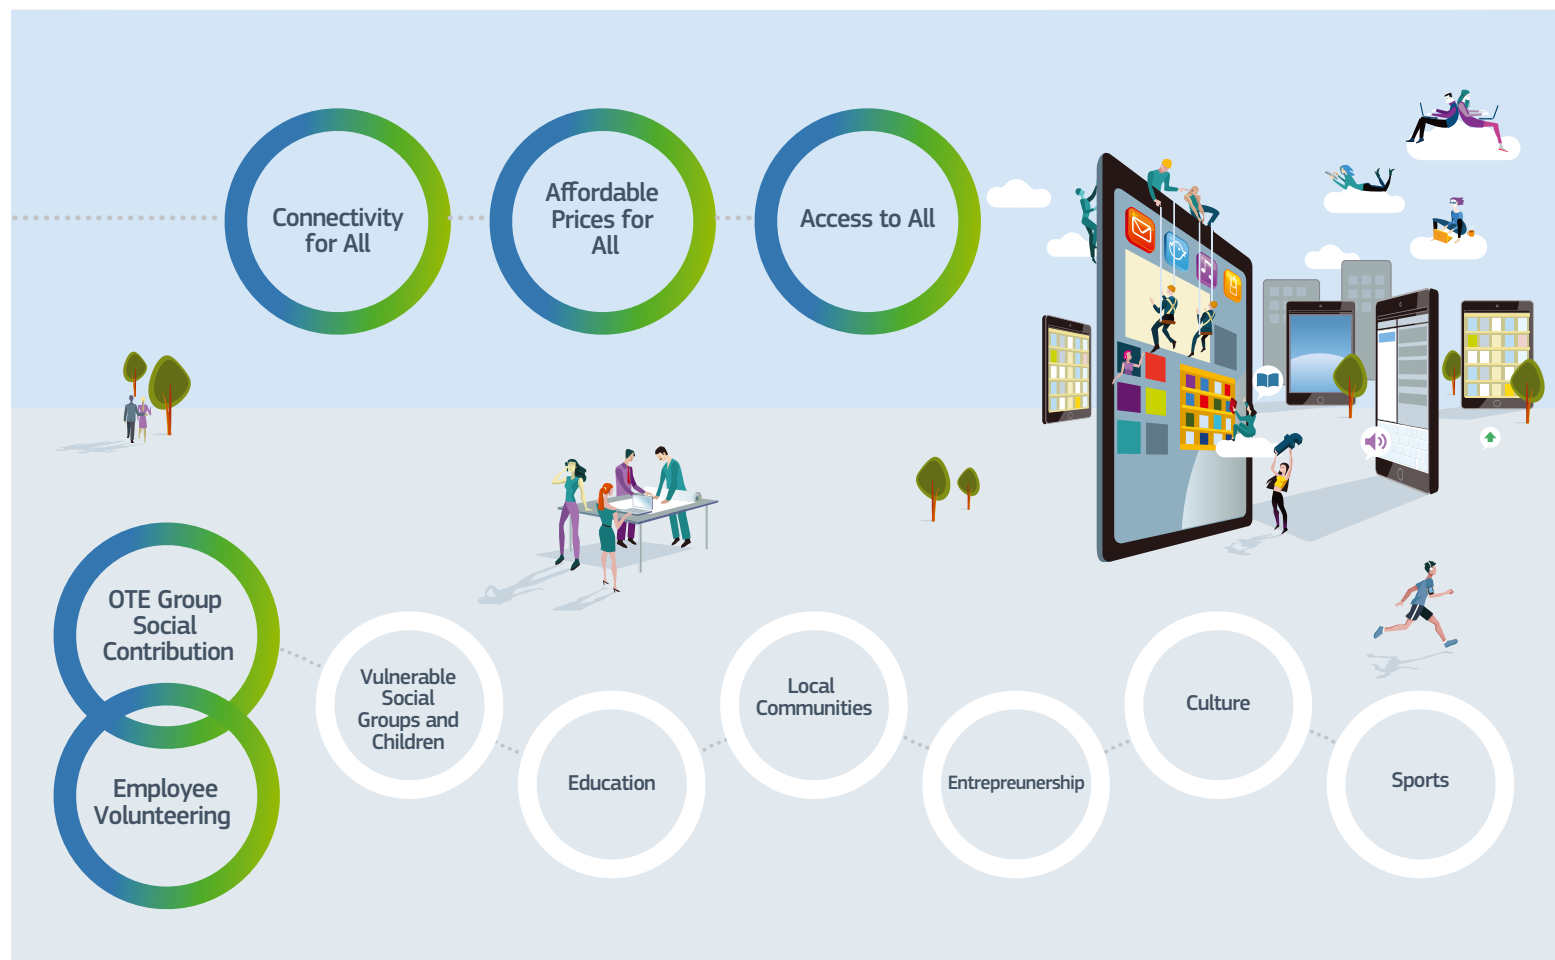 Connectivity
for All
Affordable
Prices for
All
Access to All
OTE Group
Social
Contribution
Employee
Volunteering
Vulnerable
Social
Groups and
Children
Education
Local
Communities
Entrepreunership
Culture
Sports